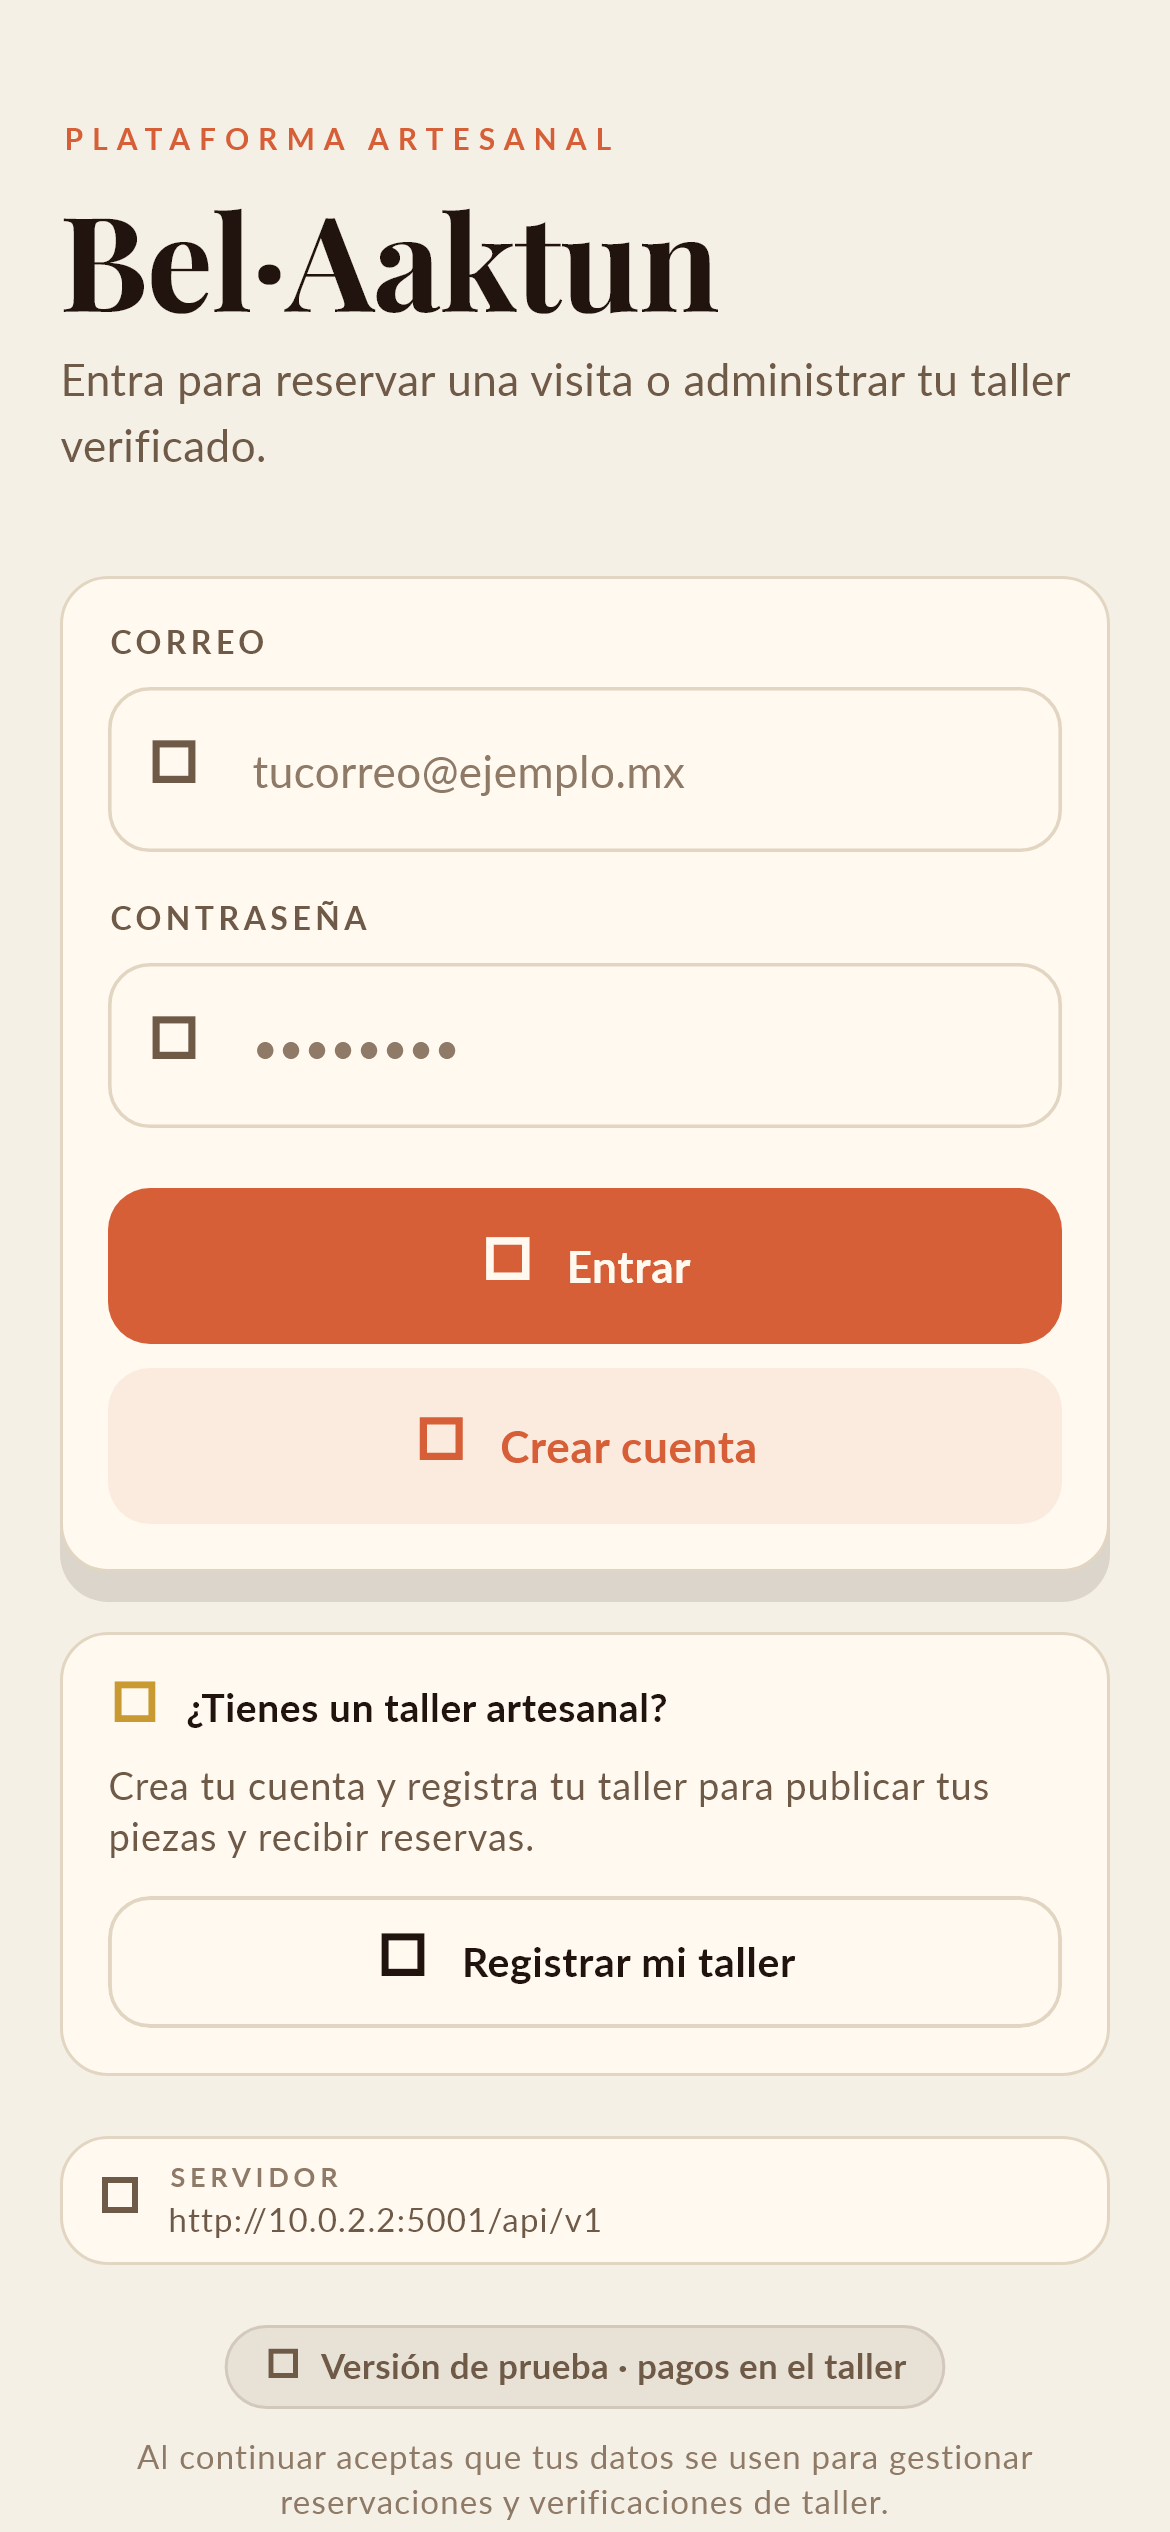 PLATAFORMA ARTESANAL
Bel·Aaktun
Entra para reservar una visita o administrar tu taller
verificado.
CORREO
tucorreo@ejemplo.mx
CONTRASEÑA
••••••••
Entrar
Crear cuenta
¿Tienes un taller artesanal?
Crea tu cuenta y registra tu taller para publicar tus
piezas y recibir reservas.
Registrar mi taller
SERVIDOR
http://10.0.2.2:5001/api/v1
Versión de prueba · pagos en el taller
Al continuar aceptas que tus datos se usen para gestionar
reservaciones y verificaciones de taller.